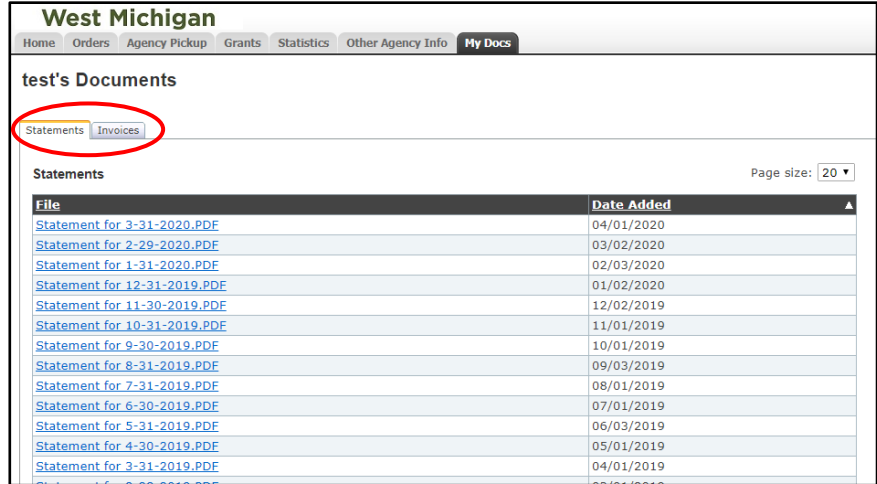 West Michigan
Home Orders Agency Pickup Grants Statistics Other Agency Info My Docs
test's Documents
Statements Invoices
Statements Page size: 20 ▼
File Date Added ▲
Statement for 3-31-2020.PDF 04/01/2020
Statement for 2-29-2020.PDF 03/02/2020
Statement for 1-31-2020.PDF 02/03/2020
Statement for 12-31-2019.PDF 01/02/2020
Statement for 11-30-2019.PDF 12/02/2019
Statement for 10-31-2019.PDF 11/01/2019
Statement for 9-30-2019.PDF 10/01/2019
Statement for 8-31-2019.PDF 09/03/2019
Statement for 7-31-2019.PDF 08/01/2019
Statement for 6-30-2019.PDF 07/01/2019
Statement for 5-31-2019.PDF 06/03/2019
Statement for 4-30-2019.PDF 05/01/2019
Statement for 3-31-2019.PDF 04/01/2019